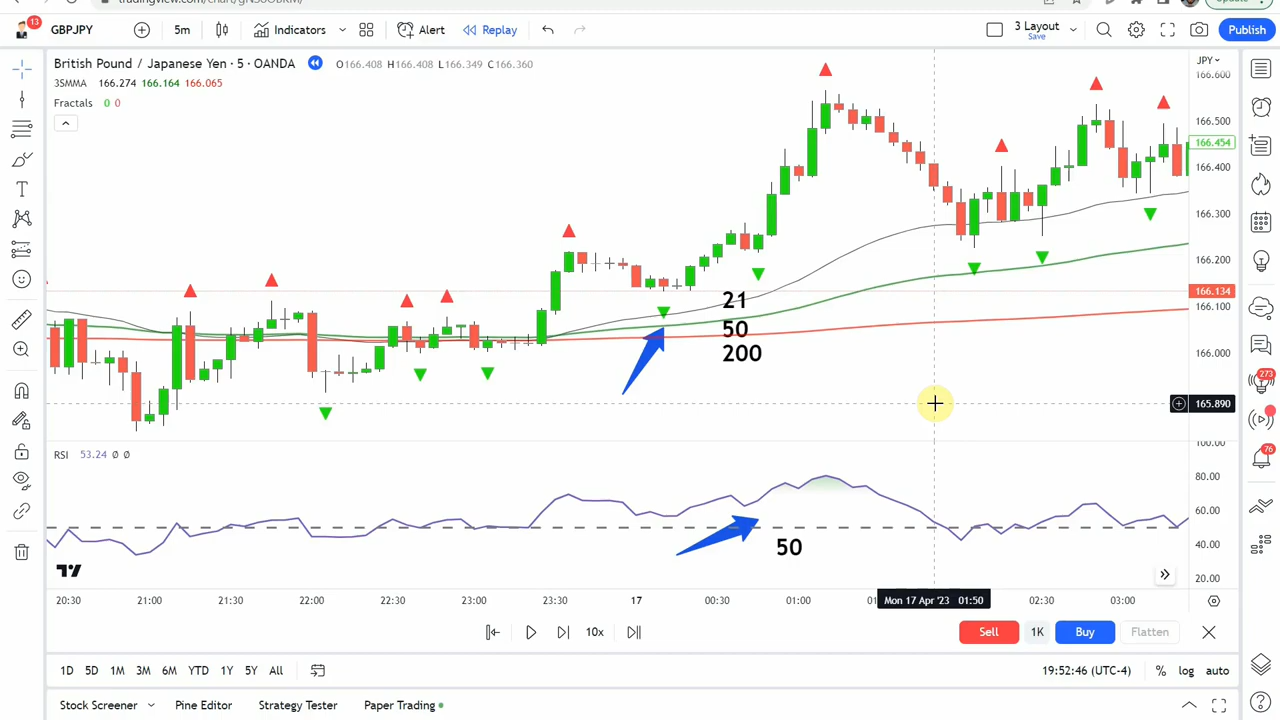 13
GBPJPY
5m
Indicators
Alert
Replay
3 Layout
Save
Publish
British Pound / Japanese Yen · 5 · OANDA
O166.408 H166.408 L166.349 C166.360
3SMMA 166.274 166.164 166.065
Fractals 0 0
JPY
166.600
166.500
166.454
166.400
166.300
166.200
166.134
166.100
166.000
165.890
21
50
200
RSI 53.24 Ø Ø
100.00
80.00
60.00
40.00
20.00
50
20:30
21:00
21:30
22:00
22:30
23:00
23:30
17
00:30
01:00
Mon 17 Apr '23 01:50
02:30
03:00
10x
Sell
1K
Buy
Flatten
1D 5D 1M 3M 6M YTD 1Y 5Y All
19:52:46 (UTC-4)
% log auto
Stock Screener
Pine Editor
Strategy Tester
Paper Trading
273
76